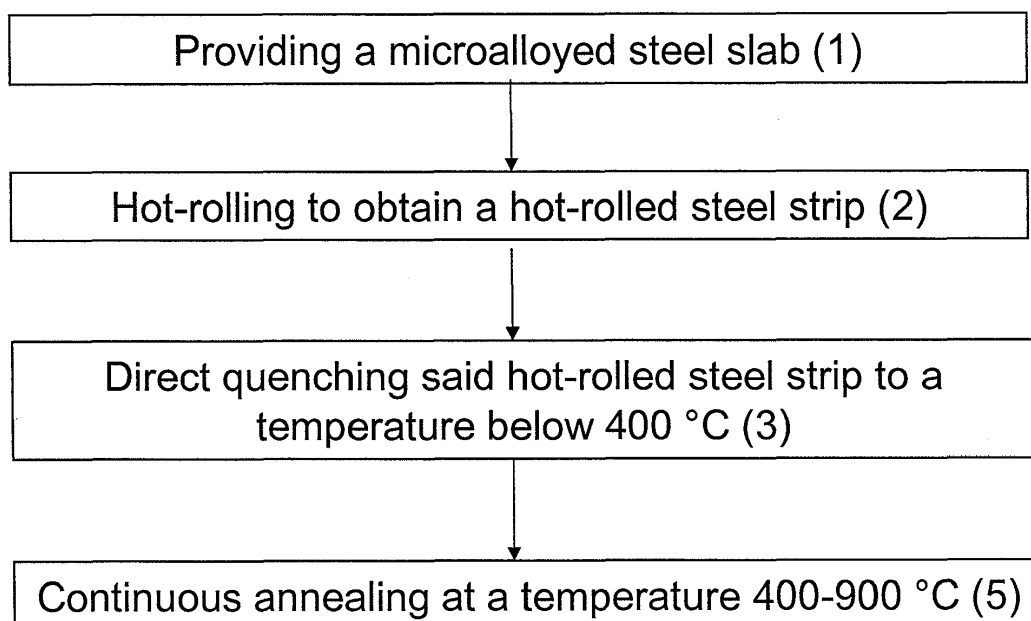 Providing a microalloyed steel slab (1)
Hot-rolling to obtain a hot-rolled steel strip (2)
Direct quenching said hot-rolled steel strip to a
temperature below 400 °C (3)
Continuous annealing at a temperature 400-900 °C (5)